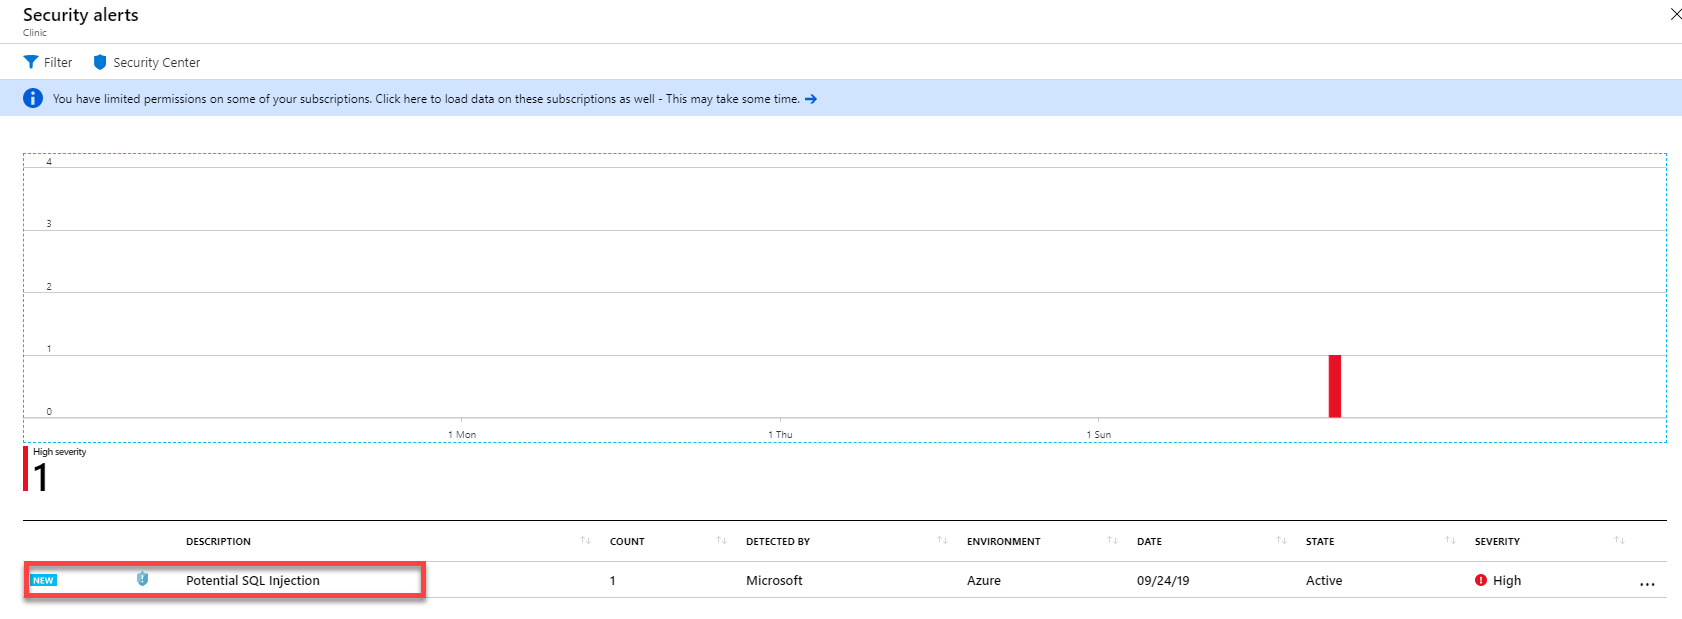 Security alerts
Clinic
Filter Security Center
You have limited permissions on some of your subscriptions. Click here to load data on these subscriptions as well - This may take some time.
4
3
2
1
0
1 Mon 1 Thu 1 Sun
High severity
1
DESCRIPTION COUNT DETECTED BY ENVIRONMENT DATE STATE SEVERITY
NEW Potential SQL Injection 1 Microsoft Azure 09/24/19 Active High ...